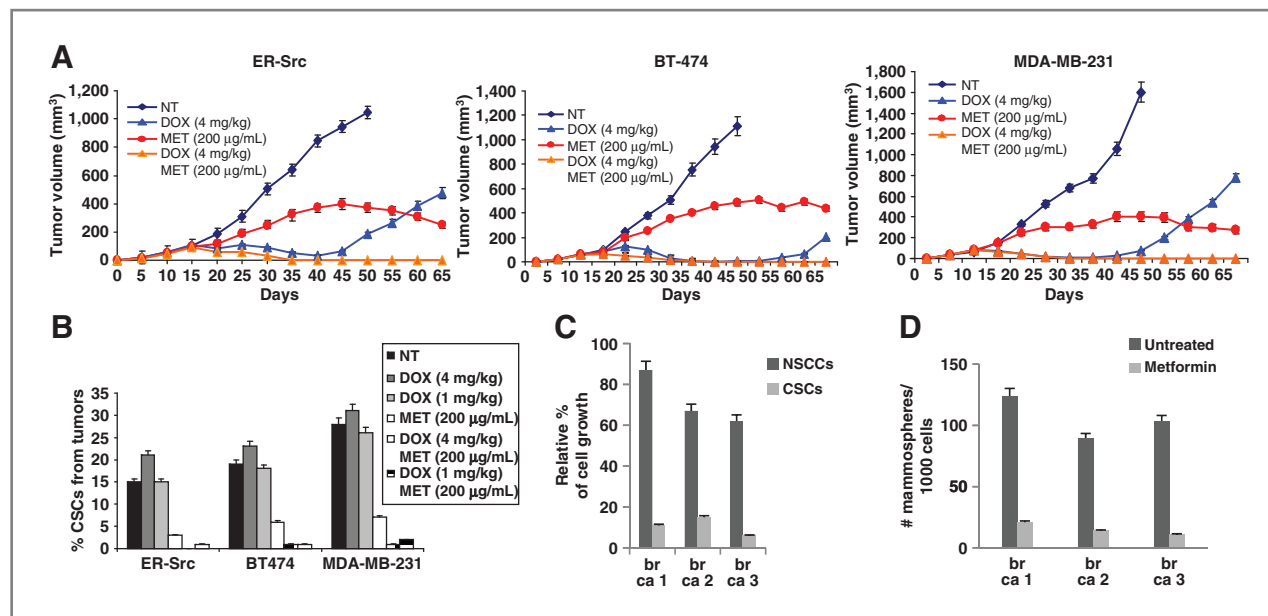 A
ER-Src
Tumor volume (mm³)
1,200
1,000
800
600
400
200
0
NT
DOX (4 mg/kg)
MET (200 µg/mL)
DOX (4 mg/kg)
MET (200 µg/mL)
0 5 10 15 20 25 30 35 40 45 50 55 60 65
Days
BT-474
Tumor volume (mm³)
1,400
1,200
1,000
800
600
400
200
0
NT
DOX (4 mg/kg)
MET (200 µg/mL)
DOX (4 mg/kg)
MET (200 µg/mL)
0 5 10 15 20 25 30 35 40 45 50 55 60 65
Days
MDA-MB-231
Tumor volume (mm³)
1,800
1,600
1,400
1,200
1,000
800
600
400
200
0
NT
DOX (4 mg/kg)
MET (200 µg/mL)
DOX (4 mg/kg)
MET (200 µg/mL)
0 5 10 15 20 25 30 35 40 45 50 55 65
Days
B
% CSCs from tumors
35
30
25
20
15
10
5
0
NT
DOX (4 mg/kg)
DOX (1 mg/kg)
MET (200 µg/mL)
DOX (4 mg/kg)
MET (200 µg/mL)
DOX (1 mg/kg)
MET (200 µg/mL)
ER-Src BT474 MDA-MB-231
C
Relative %
of cell growth
100
80
60
40
20
0
NSCCs
CSCs
br br br
ca 1 ca 2 ca 3
D
# mammospheres/
1000 cells
150
100
50
0
Untreated
Metformin
br br br
ca 1 ca 2 ca 3